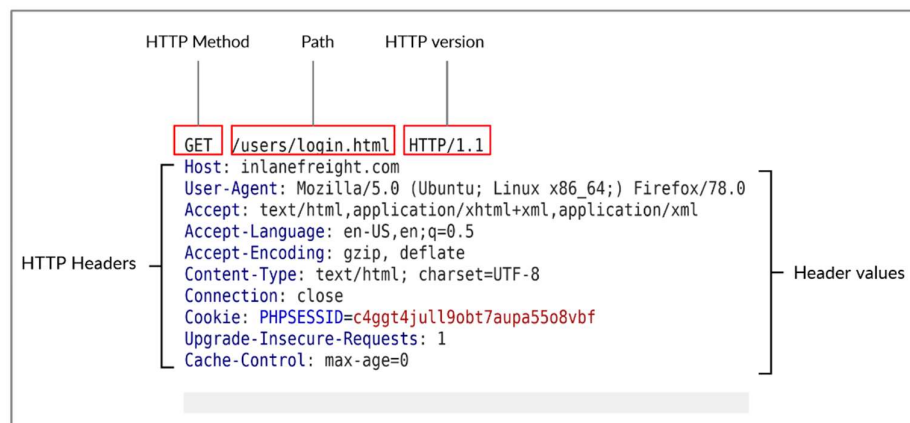 HTTP Method Path HTTP version
GET /users/login.html HTTP/1.1
Host: inlanefreight.com
User-Agent: Mozilla/5.0 (Ubuntu; Linux x86_64;) Firefox/78.0
Accept: text/html,application/xhtml+xml,application/xml
Accept-Language: en-US,en;q=0.5
Accept-Encoding: gzip, deflate
HTTP Headers
Content-Type: text/html; charset=UTF-8
Header values
Connection: close
Cookie: PHPSESSID=c4ggt4jull9obt7aupa55o8vbf
Upgrade-Insecure-Requests: 1
Cache-Control: max-age=0